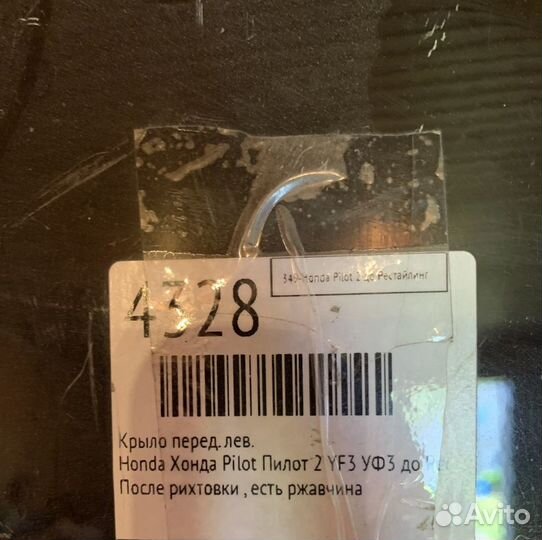 349-Honda Pilot 2 до Рестайлинг
4328
Крыло перед. лев.
Honda Хонда Pilot Пилот 2 YF3 УФ3 до
После рихтовки , есть ржавчина
Avito